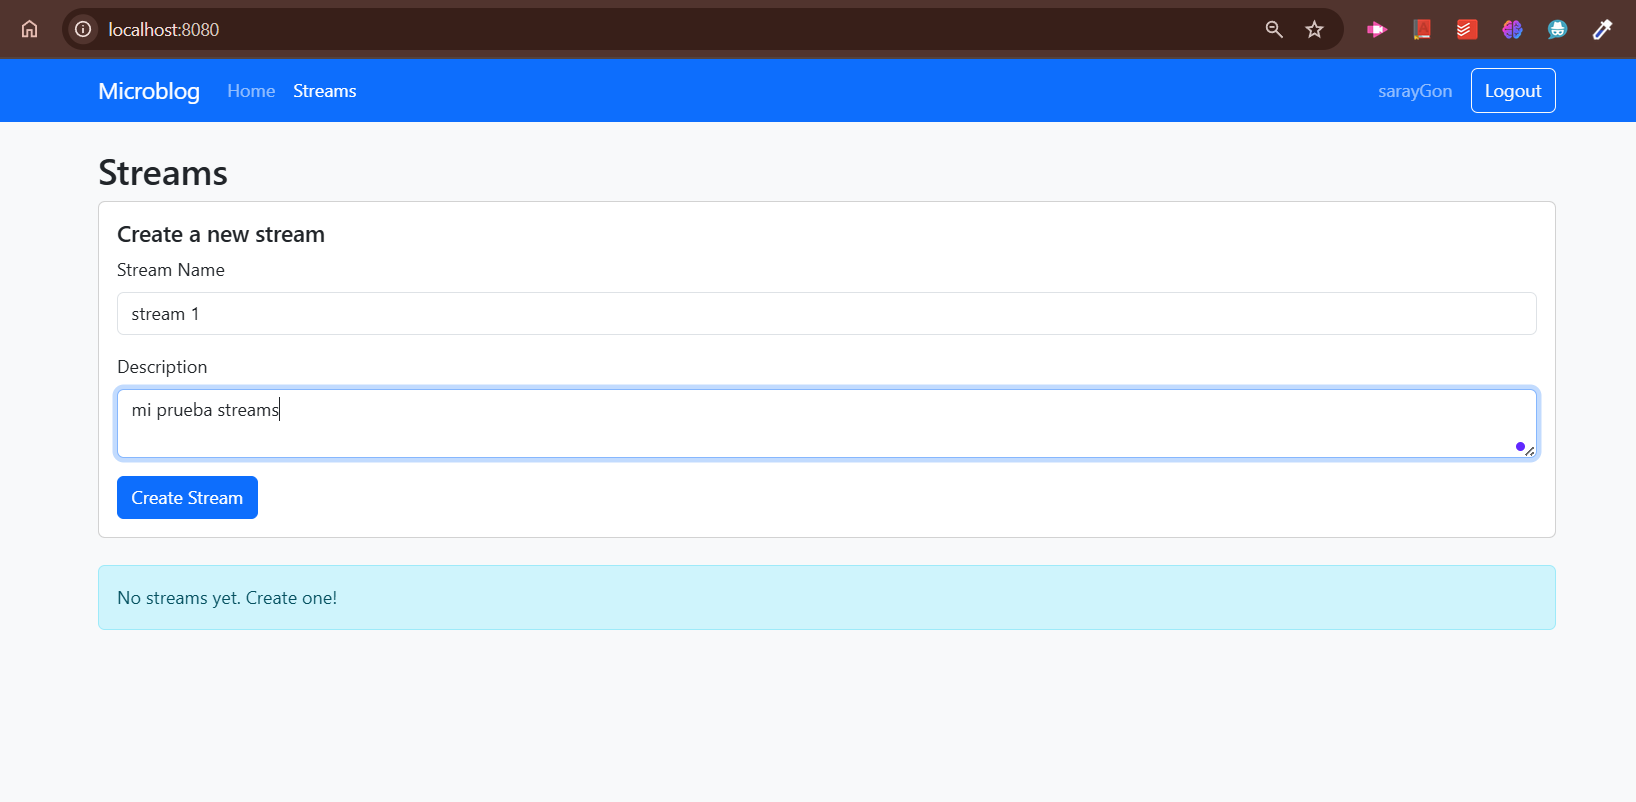 localhost:8080
Microblog Home Streams sarayGon Logout
Streams
Create a new stream
Stream Name
stream 1
Description
mi prueba streams
Create Stream
No streams yet. Create one!